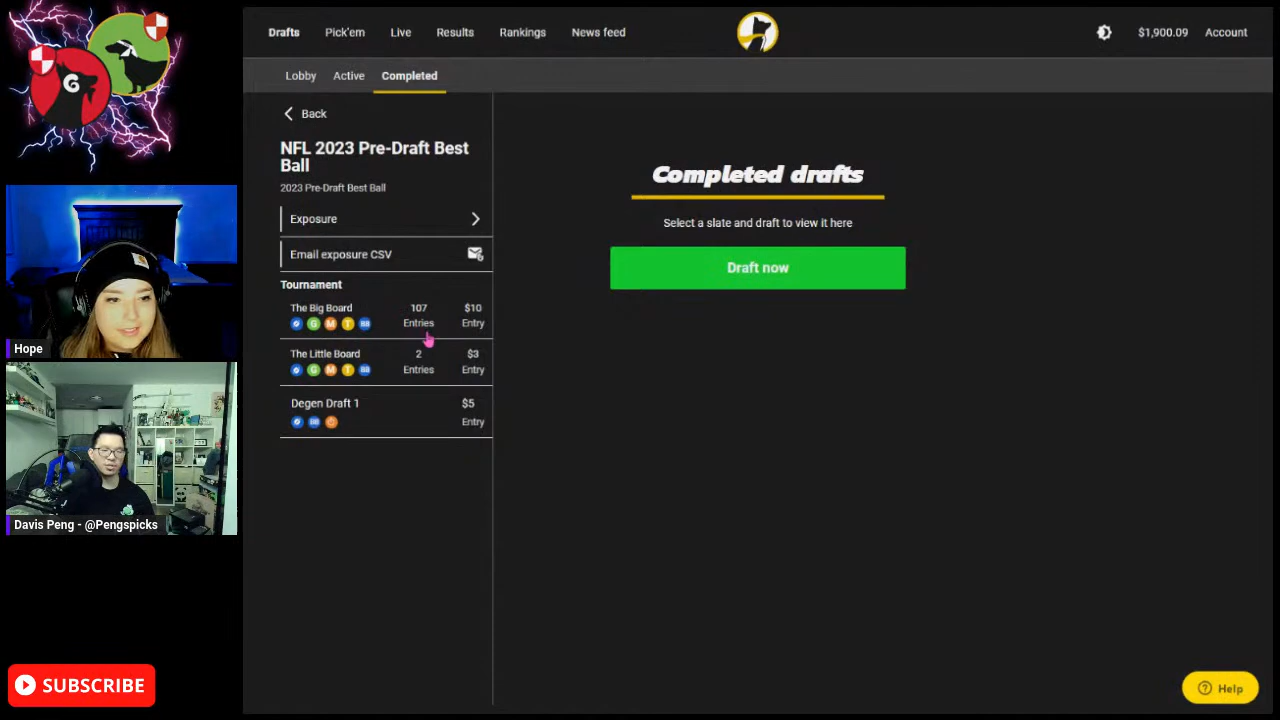 Drafts Pick'em Live Results Rankings News feed $1,900.09 Account
Lobby Active Completed
Back
NFL 2023 Pre-Draft Best
Ball
2023 Pre-Draft Best Ball
Exposure
Email exposure CSV
Tournament
The Big Board 107 $10
G M T BB Entries Entry
The Little Board 2 $3
G M T BB Entries Entry
Degen Draft 1 $5
BB Entry
Completed drafts
Select a slate and draft to view it here
Draft now
Help
G
Hope
Davis Peng - @Pengspicks
SUBSCRIBE